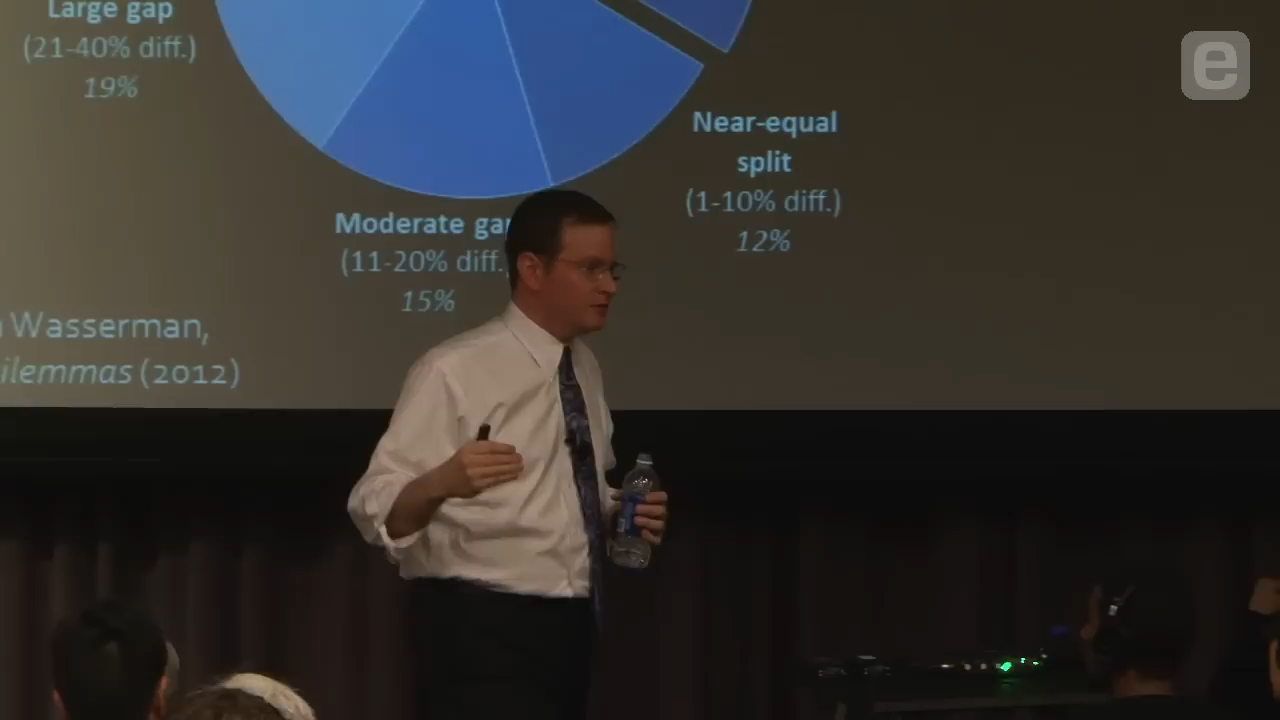 Large gap
(21-40% diff.)
19%
Near-equal
split
(1-10% diff.)
12%
Moderate
(11-20% diff.
15%
Wasserman,
(2012)
e